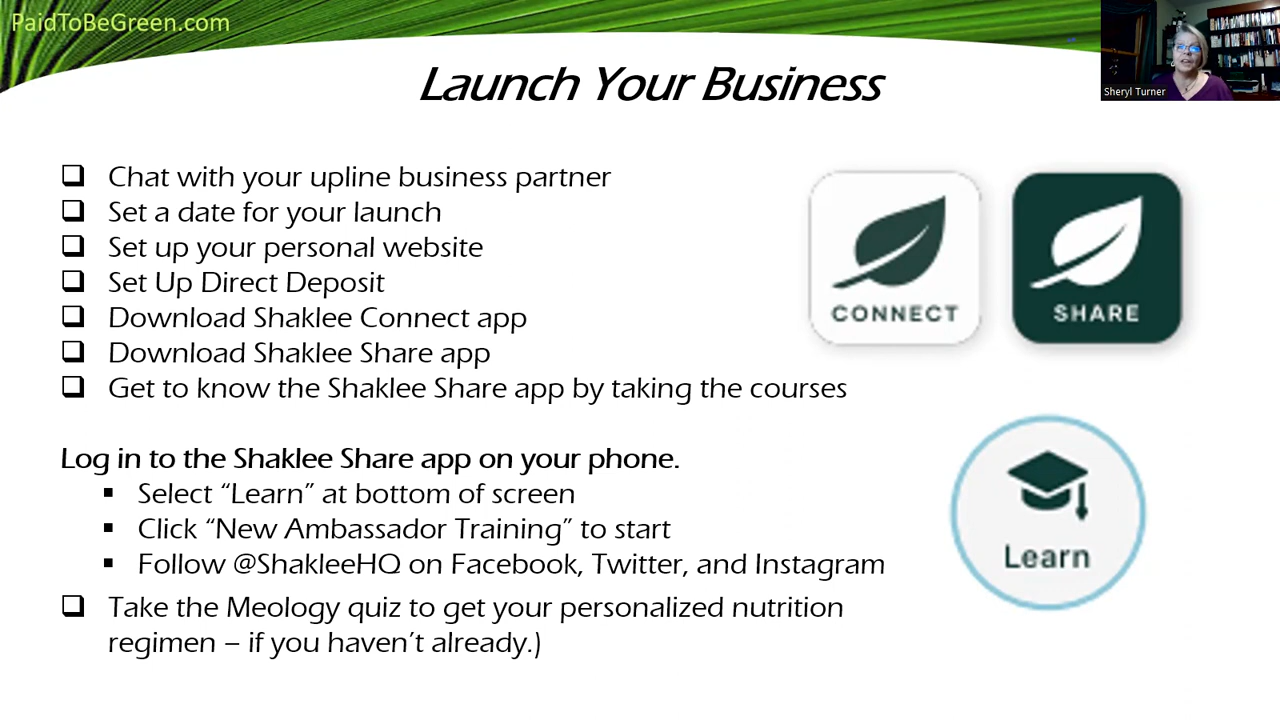 PaidToBeGreen.com
Launch Your Business
Sheryl Turner
Chat with your upline business partner
Set a date for your launch
Set up your personal website
Set Up Direct Deposit
Download Shaklee Connect app
Download Shaklee Share app
Get to know the Shaklee Share app by taking the courses
CONNECT
SHARE
Log in to the Shaklee Share app on your phone.
Select “Learn” at bottom of screen
Click “New Ambassador Training” to start
Follow @ShakleeHQ on Facebook, Twitter, and Instagram
Learn
Take the Meology quiz to get your personalized nutrition
regimen – if you haven’t already.)